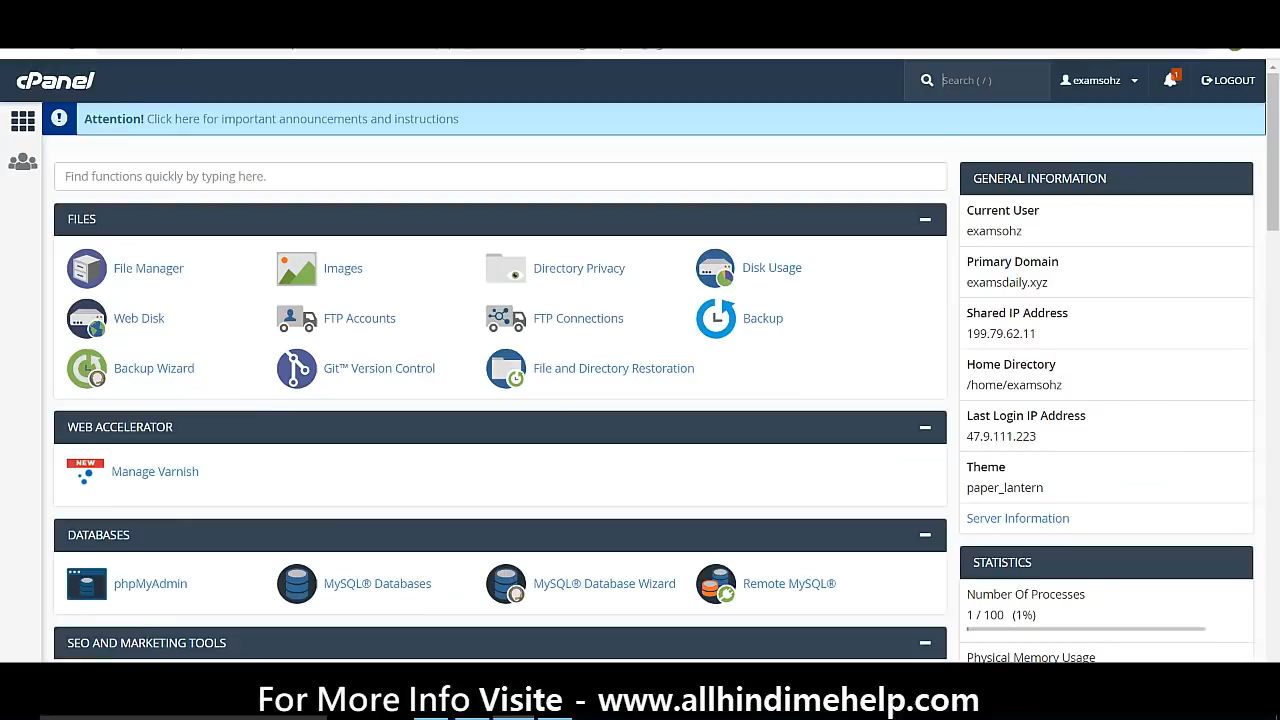 cPanel
Search ( / )
examsohz
1
LOGOUT
Attention! Click here for important announcements and instructions
Find functions quickly by typing here.
FILES
File Manager
Images
Directory Privacy
Disk Usage
Web Disk
FTP Accounts
FTP Connections
Backup
Backup Wizard
Git™ Version Control
File and Directory Restoration
WEB ACCELERATOR
NEW
Manage Varnish
DATABASES
phpMyAdmin
MySQL® Databases
MySQL® Database Wizard
Remote MySQL®
SEO AND MARKETING TOOLS
GENERAL INFORMATION
Current User
examsohz
Primary Domain
examsdaily.xyz
Shared IP Address
199.79.62.11
Home Directory
/home/examsohz
Last Login IP Address
47.9.111.223
Theme
paper_lantern
Server Information
STATISTICS
Number Of Processes
1 / 100 (1%)
Physical Memory Usage
For More Info Visite - www.allhindimehelp.com